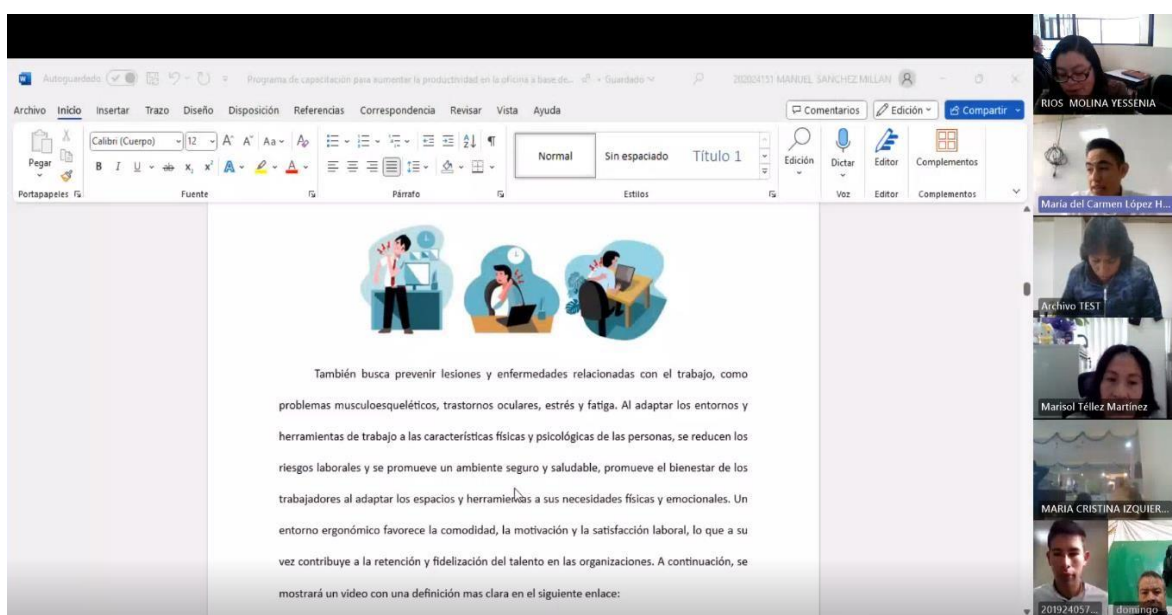 Autoguardado
Programa de capacitación para aumentar la productividad en la oficina a base de... • Guardado
202024151 MANUEL SANCHEZ MILLAN
Archivo Inicio Insertar Trazo Diseño Disposición Referencias Correspondencia Revisar Vista Ayuda
Comentarios Edición Compartir
Calibri (Cuerpo) 12
Pegar
Normal Sin espaciado Título 1
Edición Dictar Editor Complementos
Portapapeles Fuente Párrafo Estilos Voz Editor Complementos
También busca prevenir lesiones y enfermedades relacionadas con el trabajo, como
problemas musculoesqueléticos, trastornos oculares, estrés y fatiga. Al adaptar los entornos y
herramientas de trabajo a las características físicas y psicológicas de las personas, se reducen los
riesgos laborales y se promueve un ambiente seguro y saludable, promueve el bienestar de los
trabajadores al adaptar los espacios y herramientas a sus necesidades físicas y emocionales. Un
entorno ergonómico favorece la comodidad, la motivación y la satisfacción laboral, lo que a su
vez contribuye a la retención y fidelización del talento en las organizaciones. A continuación, se
mostrará un video con una definición mas clara en el siguiente enlace:
RIOS MOLINA YESSENIA
María del Carmen López H...
Archivo TEST
Marisol Téllez Martínez
MARIA CRISTINA IZQUIER...
201924057...
domingo